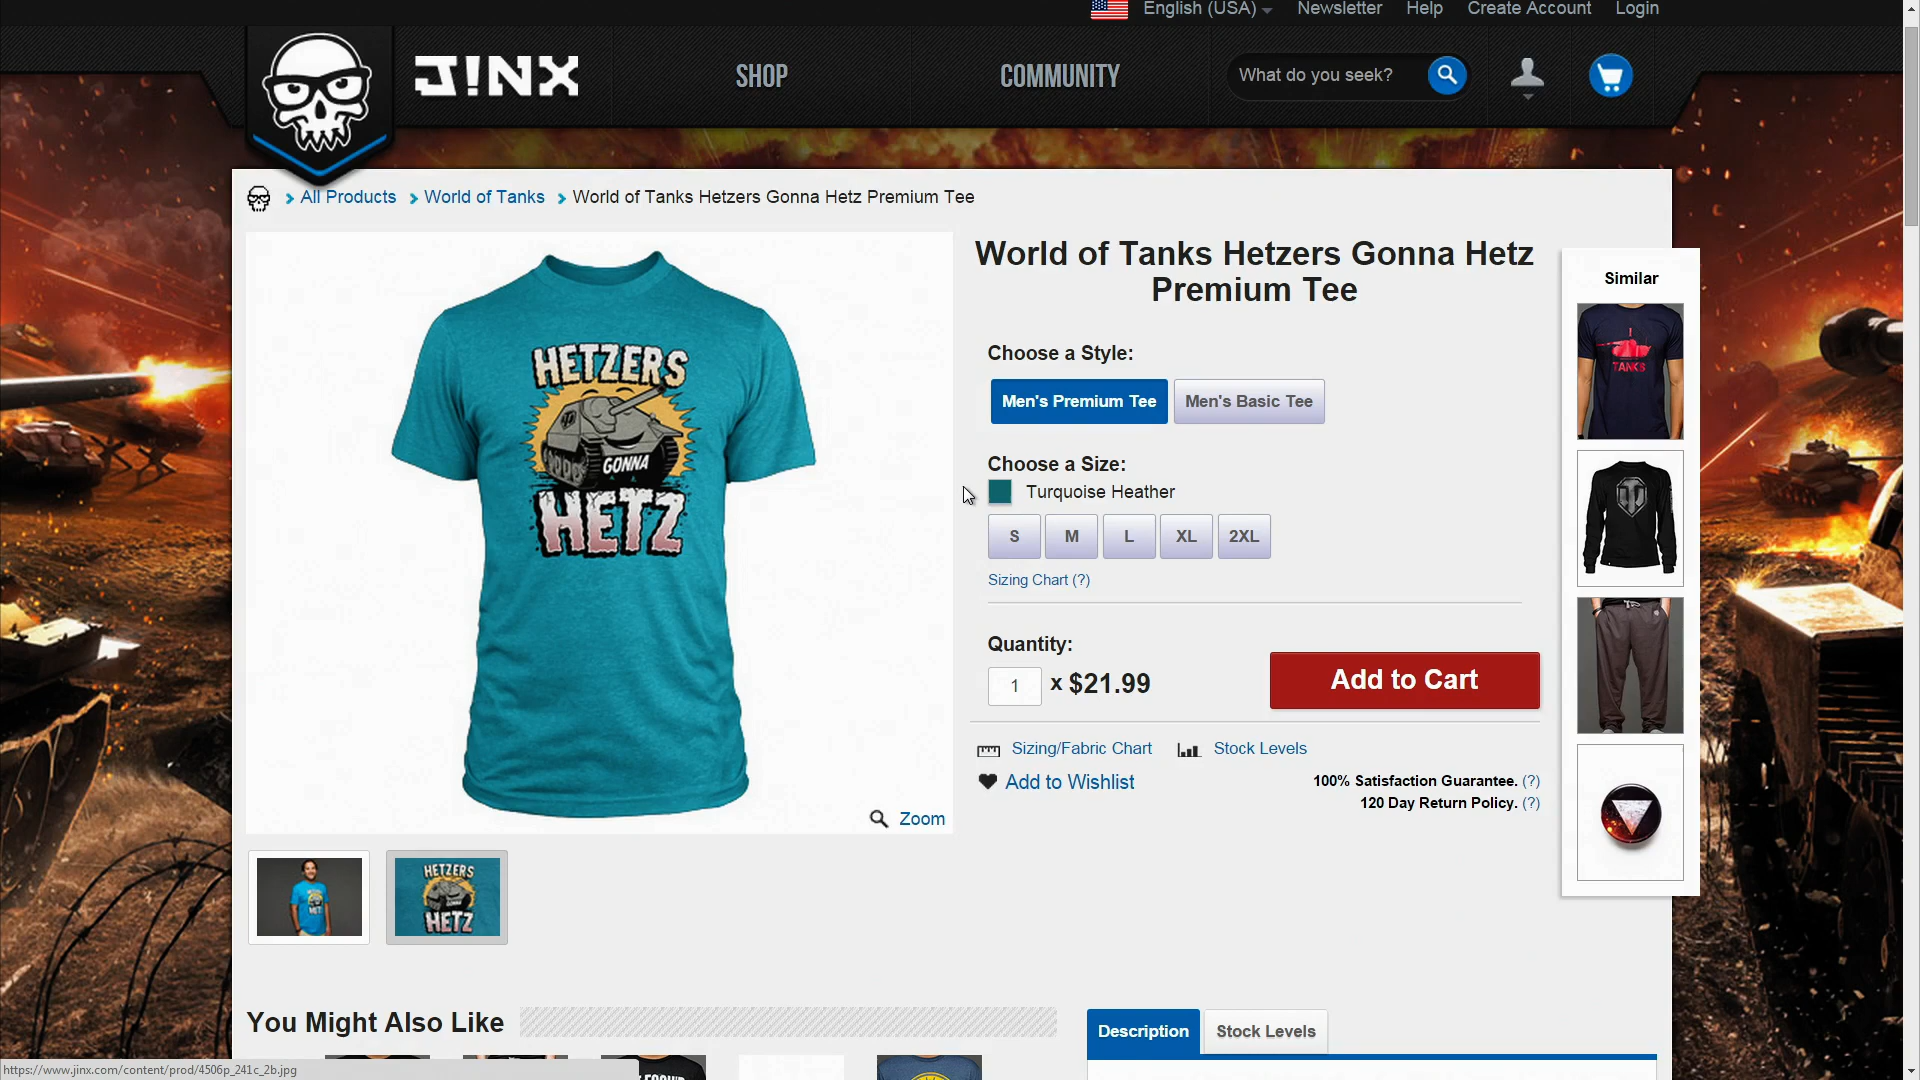 English (USA)
Newsletter
Help
Create Account
Login
J!NX
SHOP
COMMUNITY
What do you seek?
All Products
World of Tanks
World of Tanks Hetzers Gonna Hetz Premium Tee
HETZERS
GONNA
HETZ
Zoom
World of Tanks Hetzers Gonna Hetz
Premium Tee
Choose a Style:
Men's Premium Tee
Men's Basic Tee
Choose a Size:
Turquoise Heather
S
M
L
XL
2XL
Sizing Chart (?)
Quantity:
1
x $21.99
Add to Cart
Sizing/Fabric Chart
Stock Levels
Add to Wishlist
100% Satisfaction Guarantee. (?)
120 Day Return Policy. (?)
Similar
I
TANKS
HETZERS
GONNA
HETZ
You Might Also Like
Description
Stock Levels
https://www.jinx.com/content/prod/4506p_241c_2b.jpg